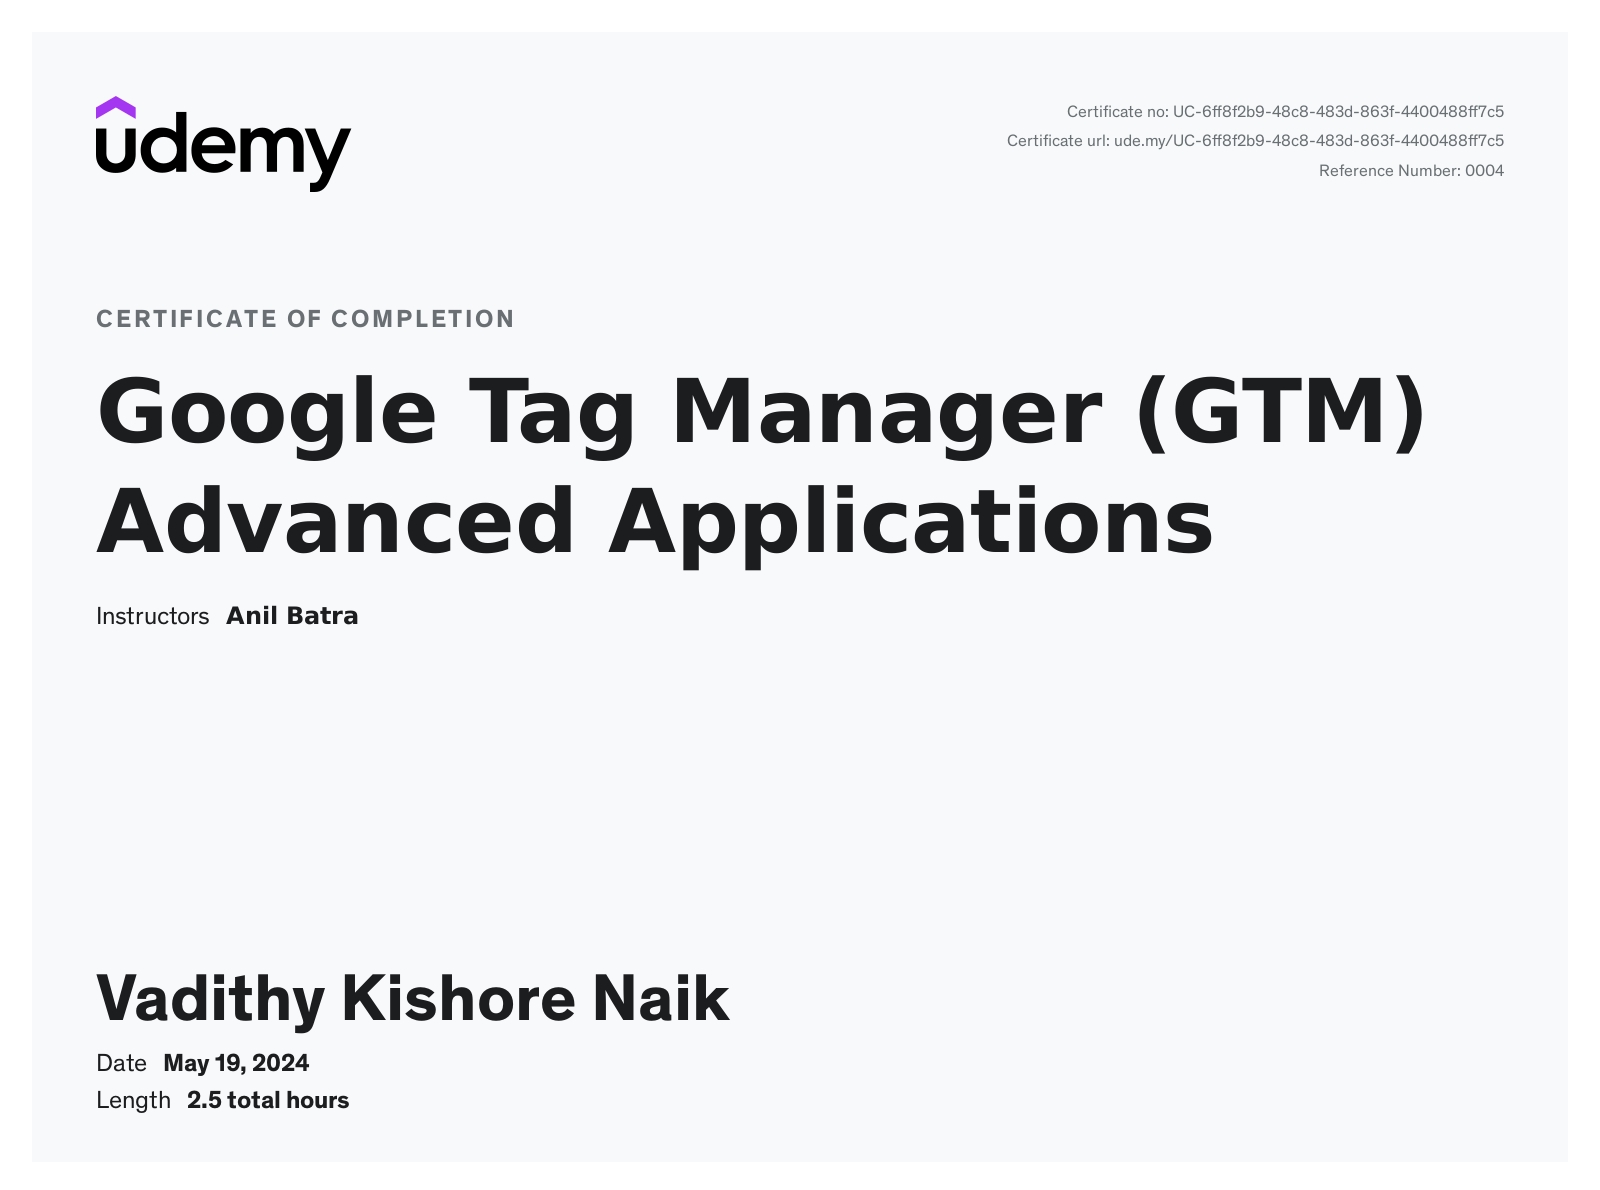 udemy
Certificate no: UC-6ff8f2b9-48c8-483d-863f-4400488ff7c5
Certificate url: ude.my/UC-6ff8f2b9-48c8-483d-863f-4400488ff7c5
Reference Number: 0004
CERTIFICATE OF COMPLETION
Google Tag Manager (GTM)
Advanced Applications
Instructors Anil Batra
Vadithy Kishore Naik
Date May 19, 2024
Length 2.5 total hours